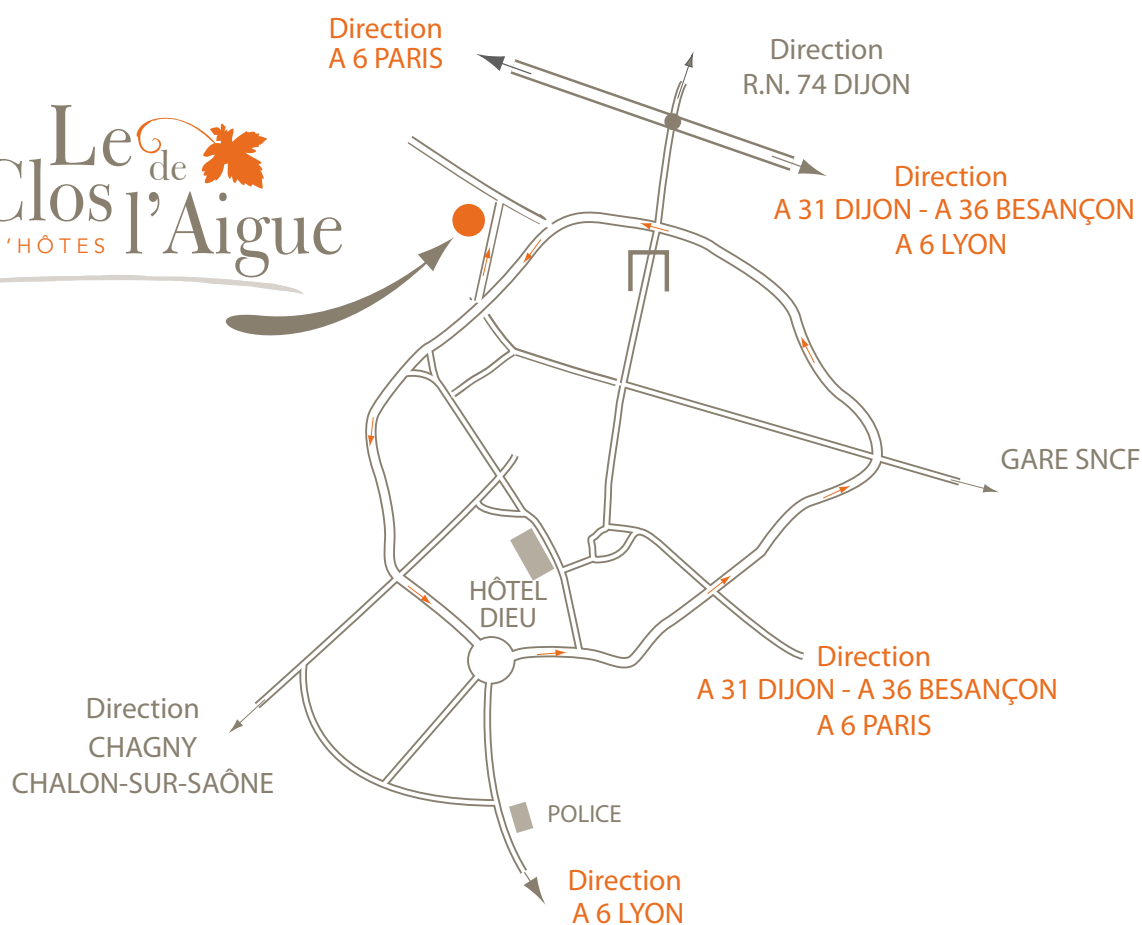 Direction
A 6 PARIS
Direction
R.N. 74 DIJON
Le de
Clos l'Aigue
'HÔTES
Direction
A 31 DIJON - A 36 BESANÇON
A 6 LYON
GARE SNCF
HÔTEL
DIEU
Direction
A 31 DIJON - A 36 BESANÇON
A 6 PARIS
Direction
CHAGNY
CHALON-SUR-SAÔNE
POLICE
Direction
A 6 LYON